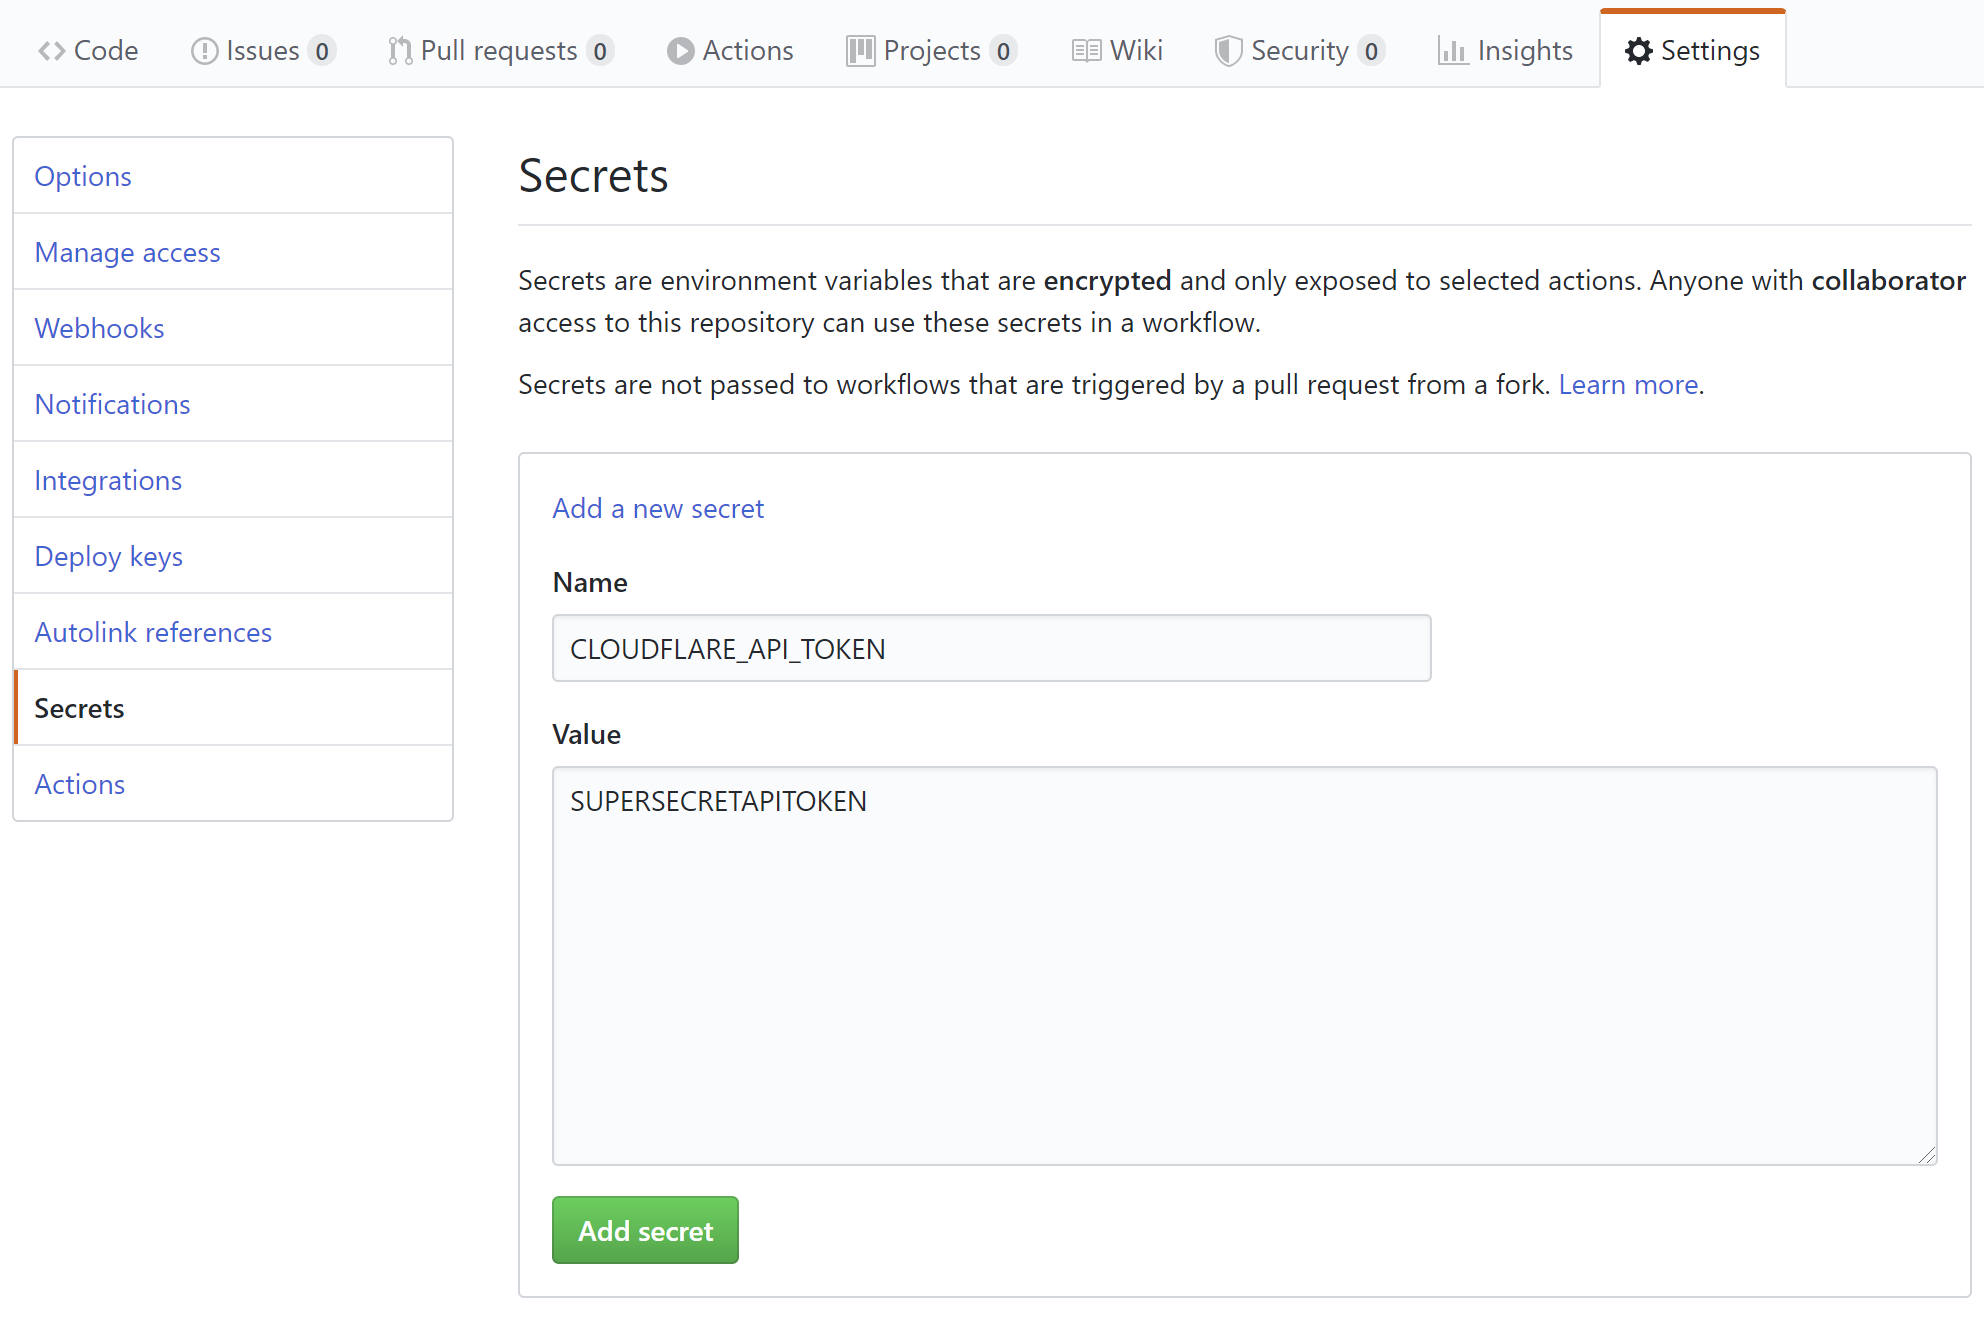 Code Issues 0 Pull requests 0 Actions Projects 0 Wiki Security 0 Insights Settings
Options
Manage access
Webhooks
Notifications
Integrations
Deploy keys
Autolink references
Secrets
Actions
Secrets
Secrets are environment variables that are encrypted and only exposed to selected actions. Anyone with collaborator
access to this repository can use these secrets in a workflow.
Secrets are not passed to workflows that are triggered by a pull request from a fork. Learn more.
Add a new secret
Name
CLOUDFLARE_API_TOKEN
Value
SUPERSECRETAPITOKEN
Add secret